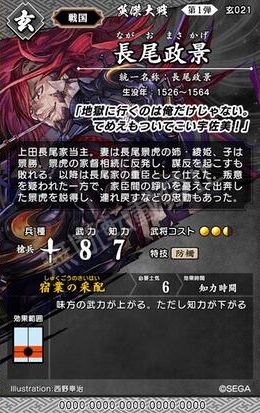 玄
戦国
英傑大戦
第1弾
玄021
ながお まさかげ
長尾政景
統一名称:長尾政景
生没年・1526～1564
「地獄に行くのは俺だけじゃない。
てめえもついてこい宇佐美!」
上田長尾家当主。妻は長尾景虎の姉・綾姫、子は
景勝。景虎の家督相続に反発し、謀反を起こすも
敗れる。以降は長尾家の重臣として仕えた。叛意
を疑われた一方で、家臣間の諍いを憂えて出奔し
た景虎を説得し、連れ戻すなどの忠勤もあった。
兵種 武力 知力 武将コスト
槍兵 8 7 特技 防柵
しゅくごうのさいはい
宿業の采配
必要士気 効果時間
6 知力時間
効果範囲
味方の武力が上がる。ただし知力が下がる
Illustration:西野幸治
©SEGA
0000-0000-0000-0000-0000